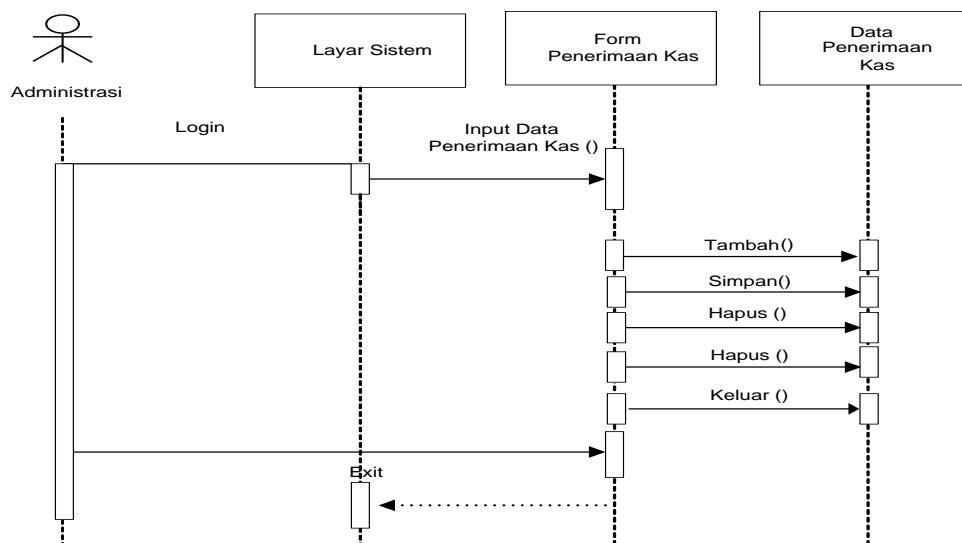 Administrasi
Layar Sistem
Form
Penerimaan Kas
Data
Penerimaan
Kas
Login
Input Data
Penerimaan Kas ()
Tambah()
Simpan()
Hapus ()
Hapus ()
Keluar ()
Exit